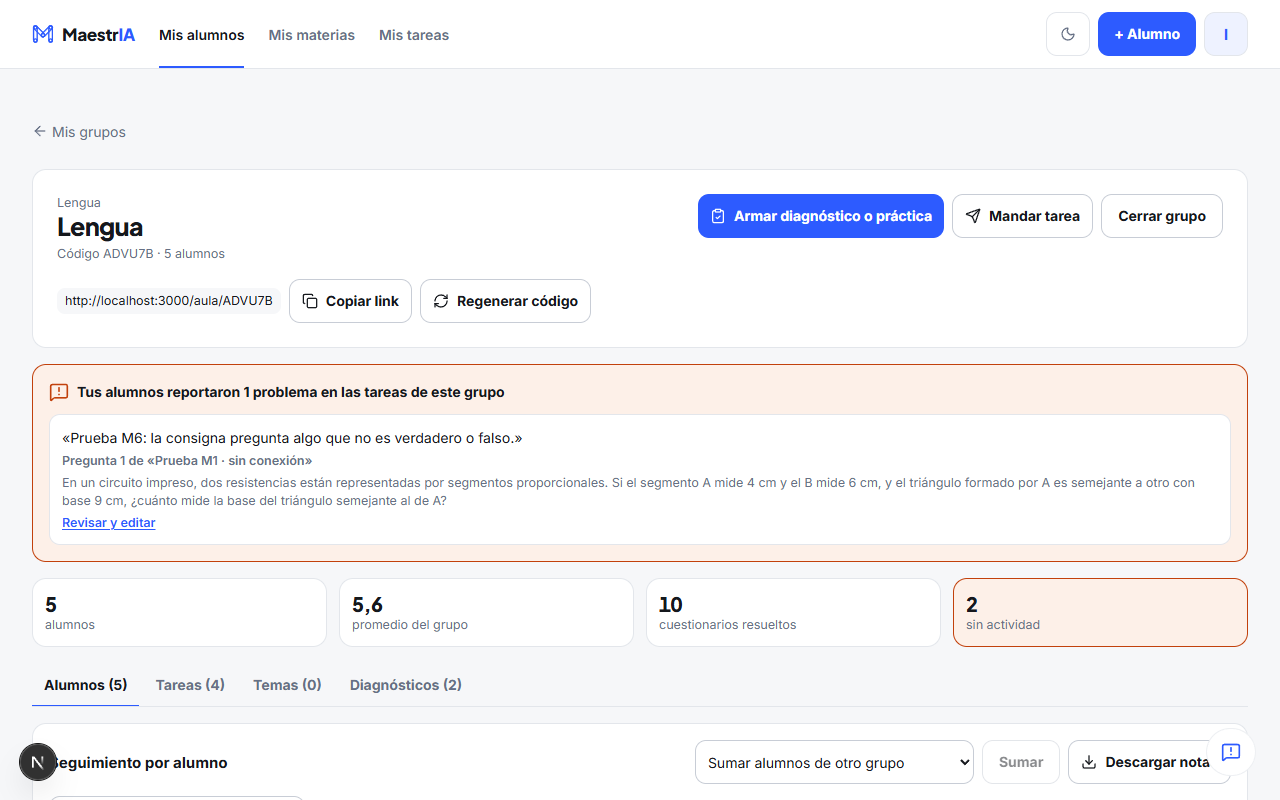 MaestrIA
Mis alumnos
Mis materias
Mis tareas
+ Alumno
I
← Mis grupos
Lengua
Lengua
Código ADVU7B · 5 alumnos
Armar diagnóstico o práctica
Mandar tarea
Cerrar grupo
http://localhost:3000/aula/ADVU7B
Copiar link
Regenerar código
Tus alumnos reportaron 1 problema en las tareas de este grupo
«Prueba M6: la consigna pregunta algo que no es verdadero o falso.»
Pregunta 1 de «Prueba M1 · sin conexión»
En un circuito impreso, dos resistencias están representadas por segmentos proporcionales. Si el segmento A mide 4 cm y el B mide 6 cm, y el triángulo formado por A es semejante a otro con
base 9 cm, ¿cuánto mide la base del triángulo semejante al de A?
Revisar y editar
5
alumnos
5,6
promedio del grupo
10
cuestionarios resueltos
2
sin actividad
Alumnos (5)
Tareas (4)
Temas (0)
Diagnósticos (2)
N
Seguimiento por alumno
Sumar alumnos de otro grupo
Sumar
Descargar nota